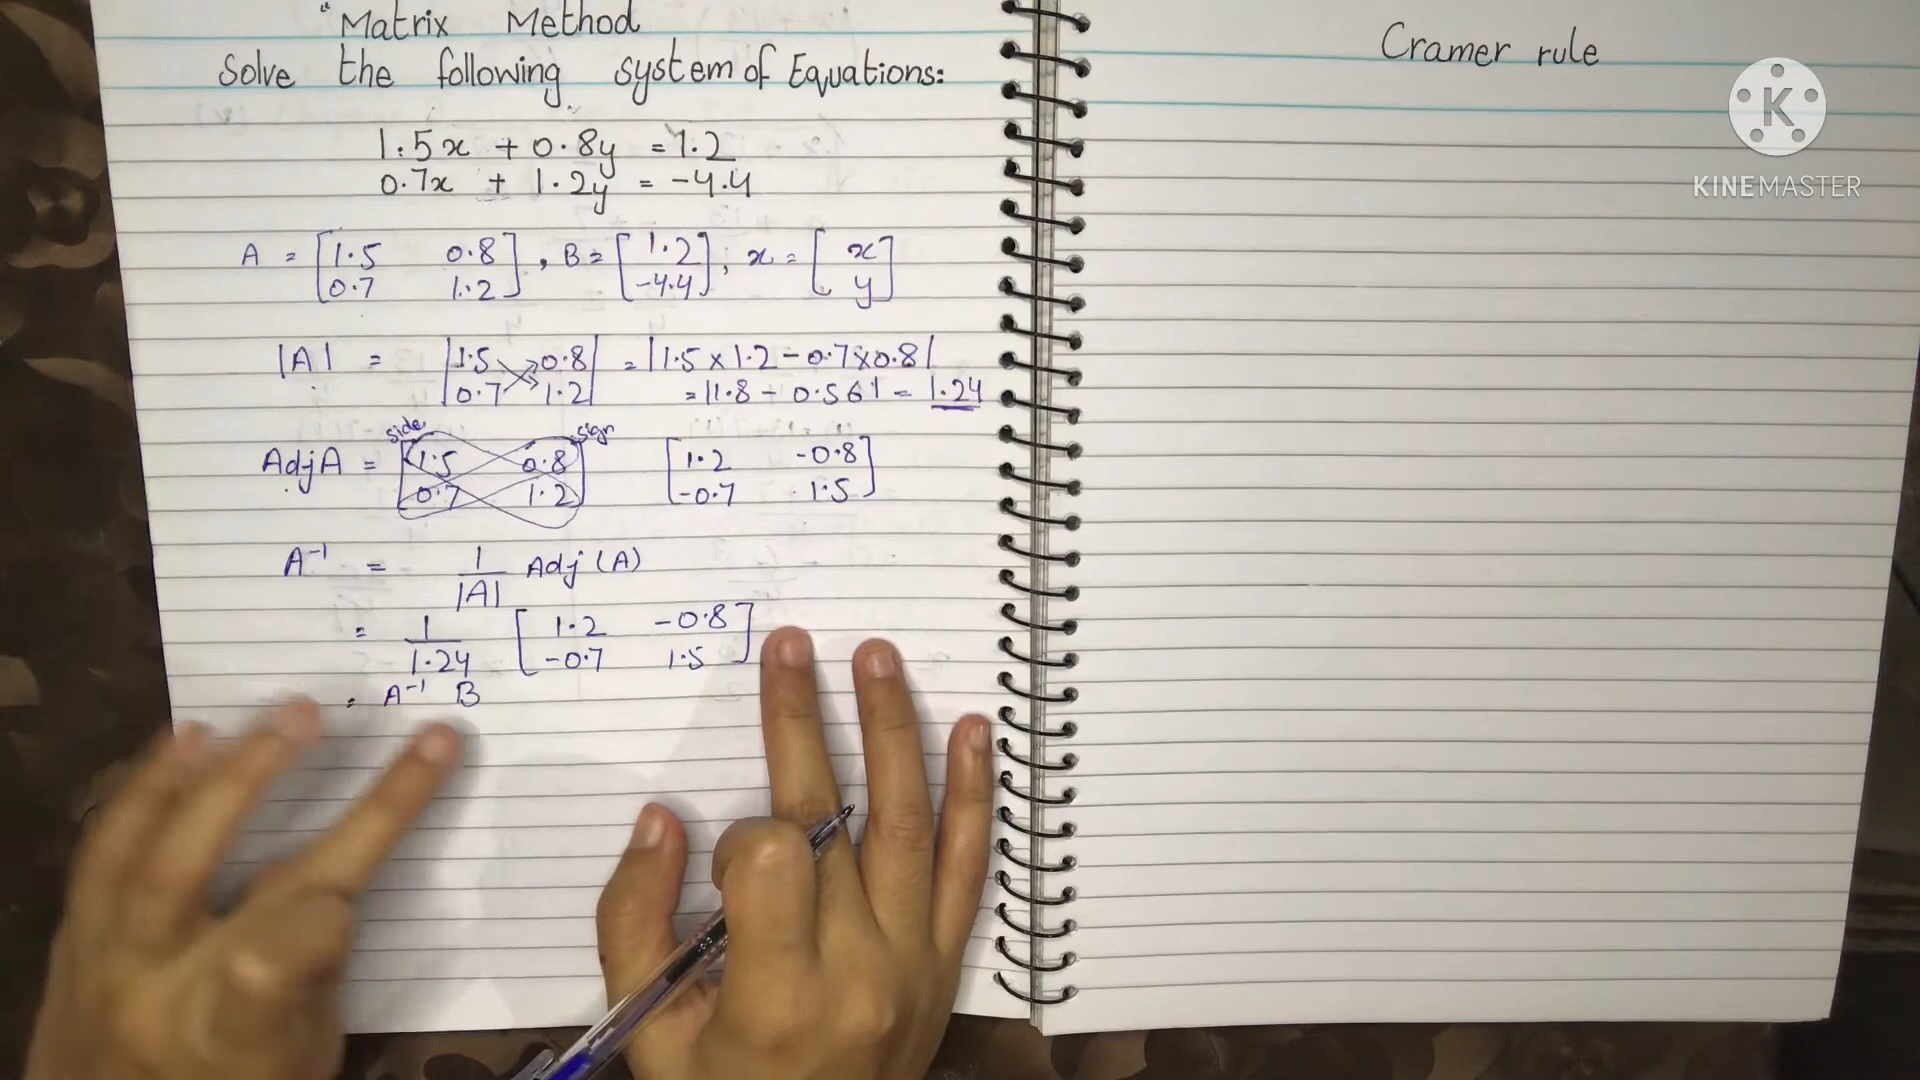 "Matrix Method
Solve the following system of Equations:
1.5x + 0.8y = 1.2
0.7x + 1.2y = -4.4
A = [1.5 0.8
0.7 1.2], B = [1.2
-4.4]; x = [x
y]
|A| = |1.5 0.8
0.7 1.2| = |1.5 x 1.2 - 0.7 x 0.8|
= |1.8 - 0.56| = 1.24
side sign
Adj A = [1.5 0.8
0.7 1.2] [1.2 -0.8
-0.7 1.5]
A⁻¹ = 1/|A| Adj (A)
= 1/1.24 [1.2 -0.8
-0.7 1.5]
= A⁻¹ B
Cramer rule
K
KINEMASTER